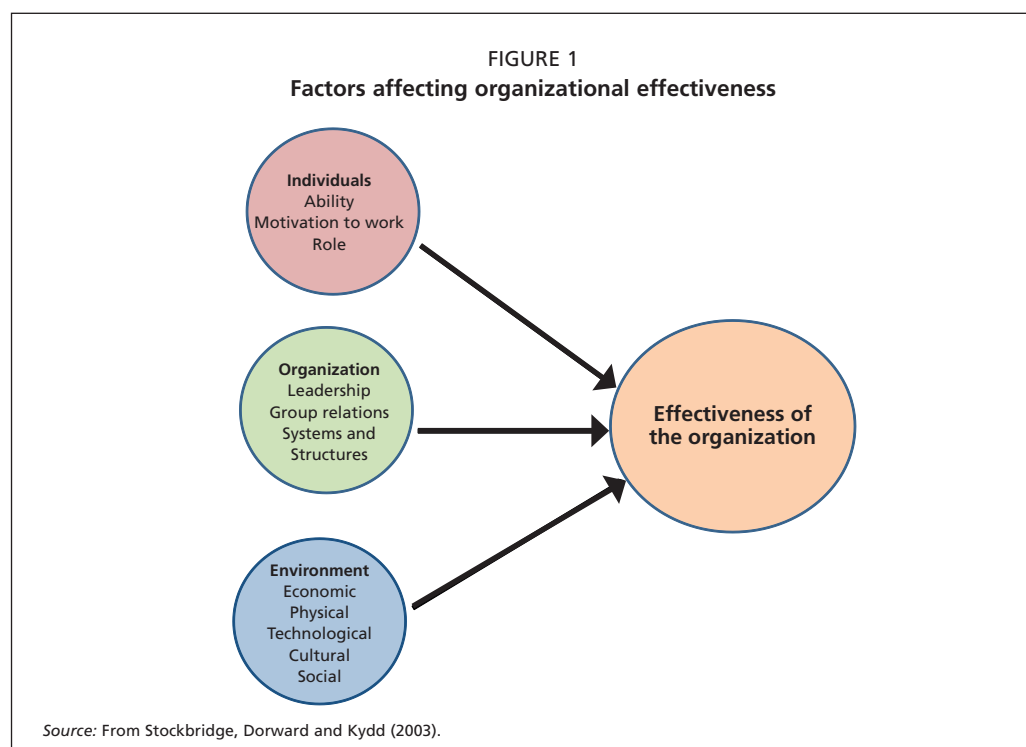 FIGURE 1
Factors affecting organizational effectiveness
Individuals
Ability
Motivation to work
Role
Organization
Leadership
Group relations
Systems and
Structures
Environment
Economic
Physical
Technological
Cultural
Social
Effectiveness of
the organization
Source: From Stockbridge, Dorward and Kydd (2003).